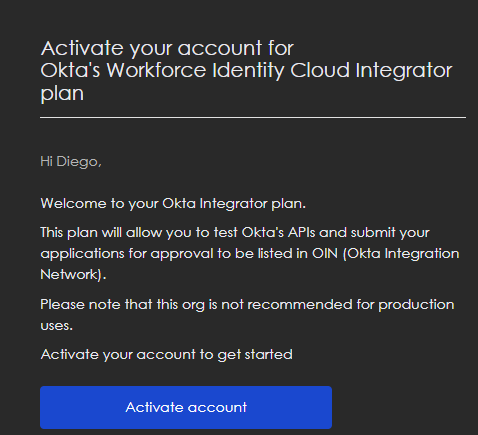 Activate your account for
Okta's Workforce Identity Cloud Integrator
plan
Hi Diego,
Welcome to your Okta Integrator plan.
This plan will allow you to test Okta's APIs and submit your
applications for approval to be listed in OIN (Okta Integration
Network).
Please note that this org is not recommended for production
uses.
Activate your account to get started
Activate account